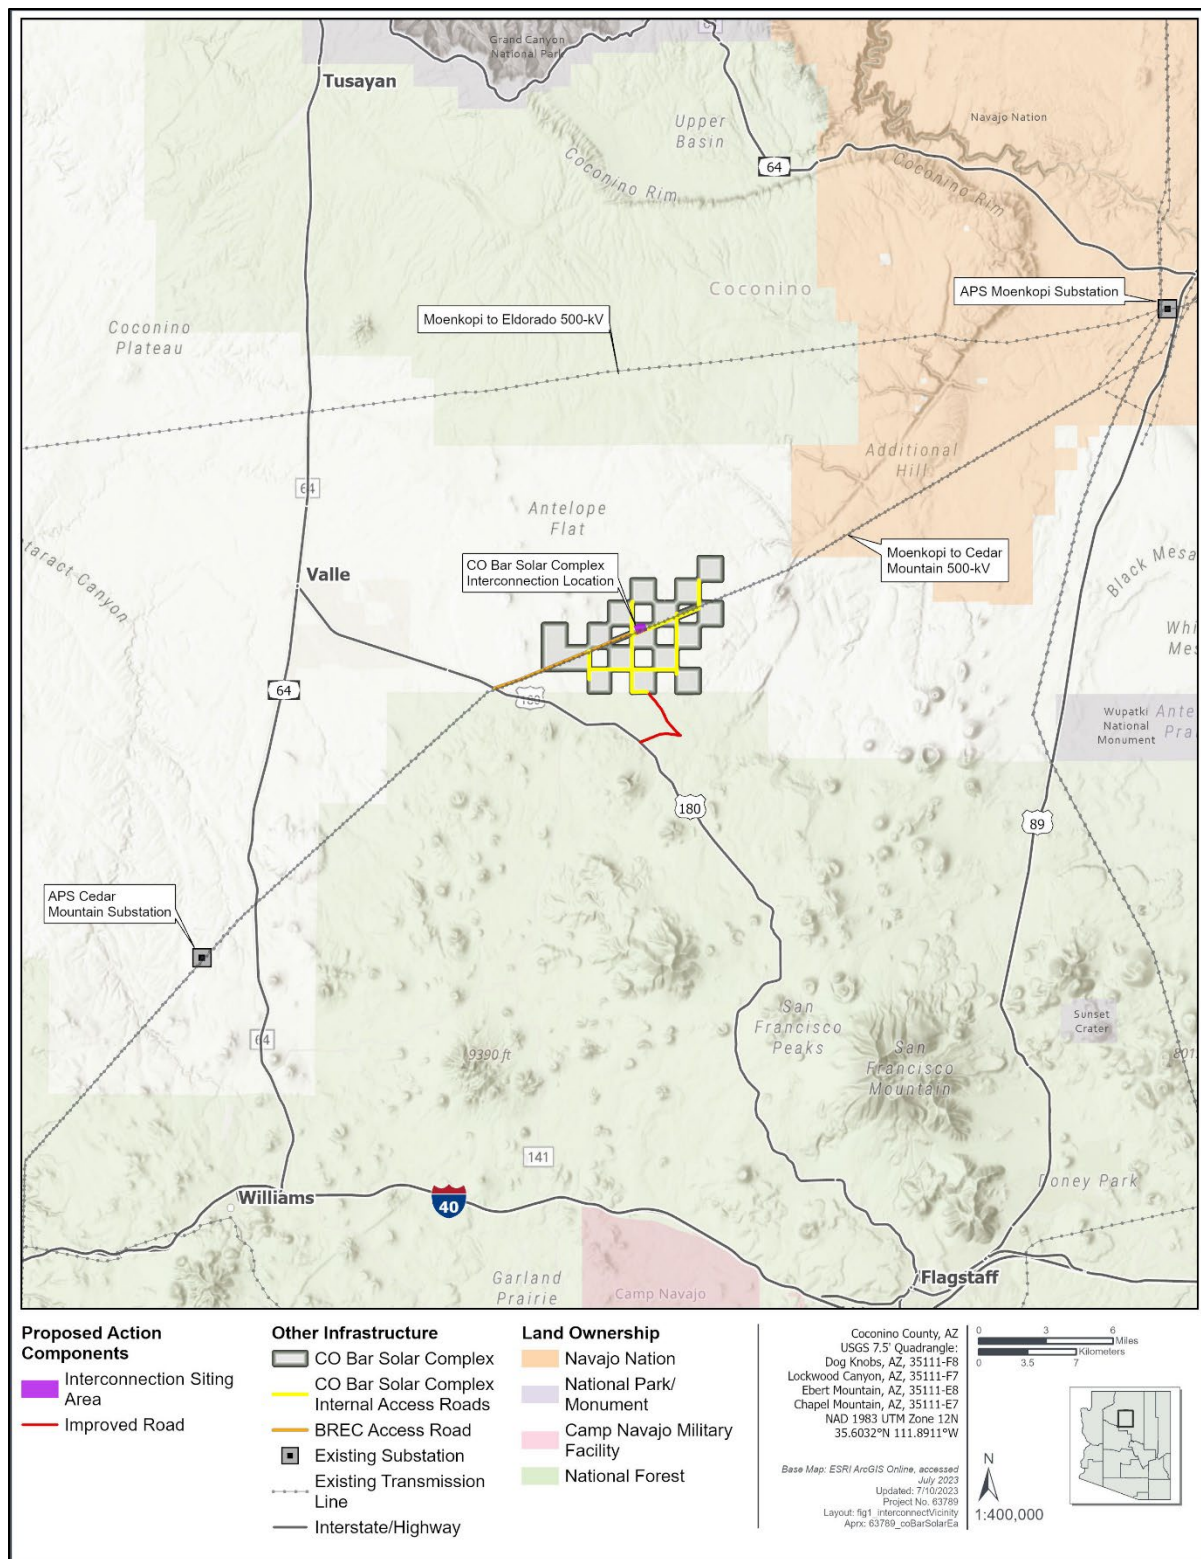 Grand Canyon
National Park
Tusayan
Upper
Basin
Navajo Nation
64
Coconino Rim
Coconino Rim
Coconino
APS Moenkopi Substation
Moenkopi to Eldorado 500-kV
Coconino
Plateau
Additional
Hill
64
Antelope
Flat
CO Bar Solar Complex
Interconnection Location
Moenkopi to Cedar
Mountain 500-kV
Valle
taract Canyon
Black Mesa
Whi
Mes
64
Wupatki
National
Monument
Ante
Pra
180
89
APS Cedar
Mountain Substation
San
Francisco
Peaks
San
Francisco
Mountain
Sunset
Crater
64
9390 ft
141
Doney Park
Williams
40
Garland
Prairie
Camp Navajo
Flagstaff
Proposed Action
Components
Interconnection Siting
Area
Improved Road
Other Infrastructure
CO Bar Solar Complex
CO Bar Solar Complex
Internal Access Roads
BREC Access Road
Existing Substation
Existing Transmission
Line
Interstate/Highway
Land Ownership
Navajo Nation
National Park/
Monument
Camp Navajo Military
Facility
National Forest
Coconino County, AZ
USGS 7.5' Quadrangle:
Dog Knobs, AZ, 35111-F8
Lockwood Canyon, AZ, 35111-F7
Ebert Mountain, AZ, 35111-E8
Chapel Mountain, AZ, 35111-E7
NAD 1983 UTM Zone 12N
35.6032°N 111.8911°W
Base Map: ESRI ArcGIS Online, accessed
July 2023
Updated: 7/10/2023
Project No. 63789
Layout: fig1_interconnectVicinity
Aprx: 63789_coBarSolarEa
0 3 6
Miles
Kilometers
0 3.5 7
N
1:400,000